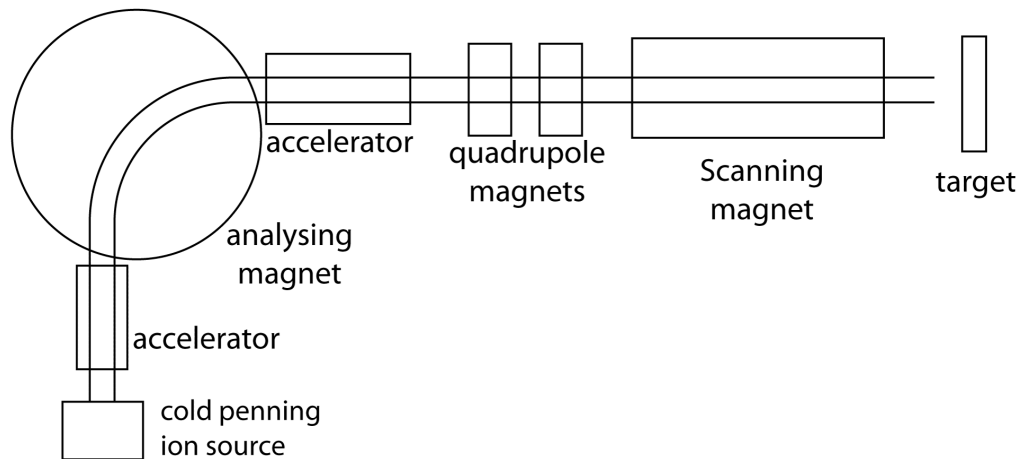 accelerator
quadrupole
magnets
Scanning
magnet
target
analysing
magnet
accelerator
cold penning
ion source